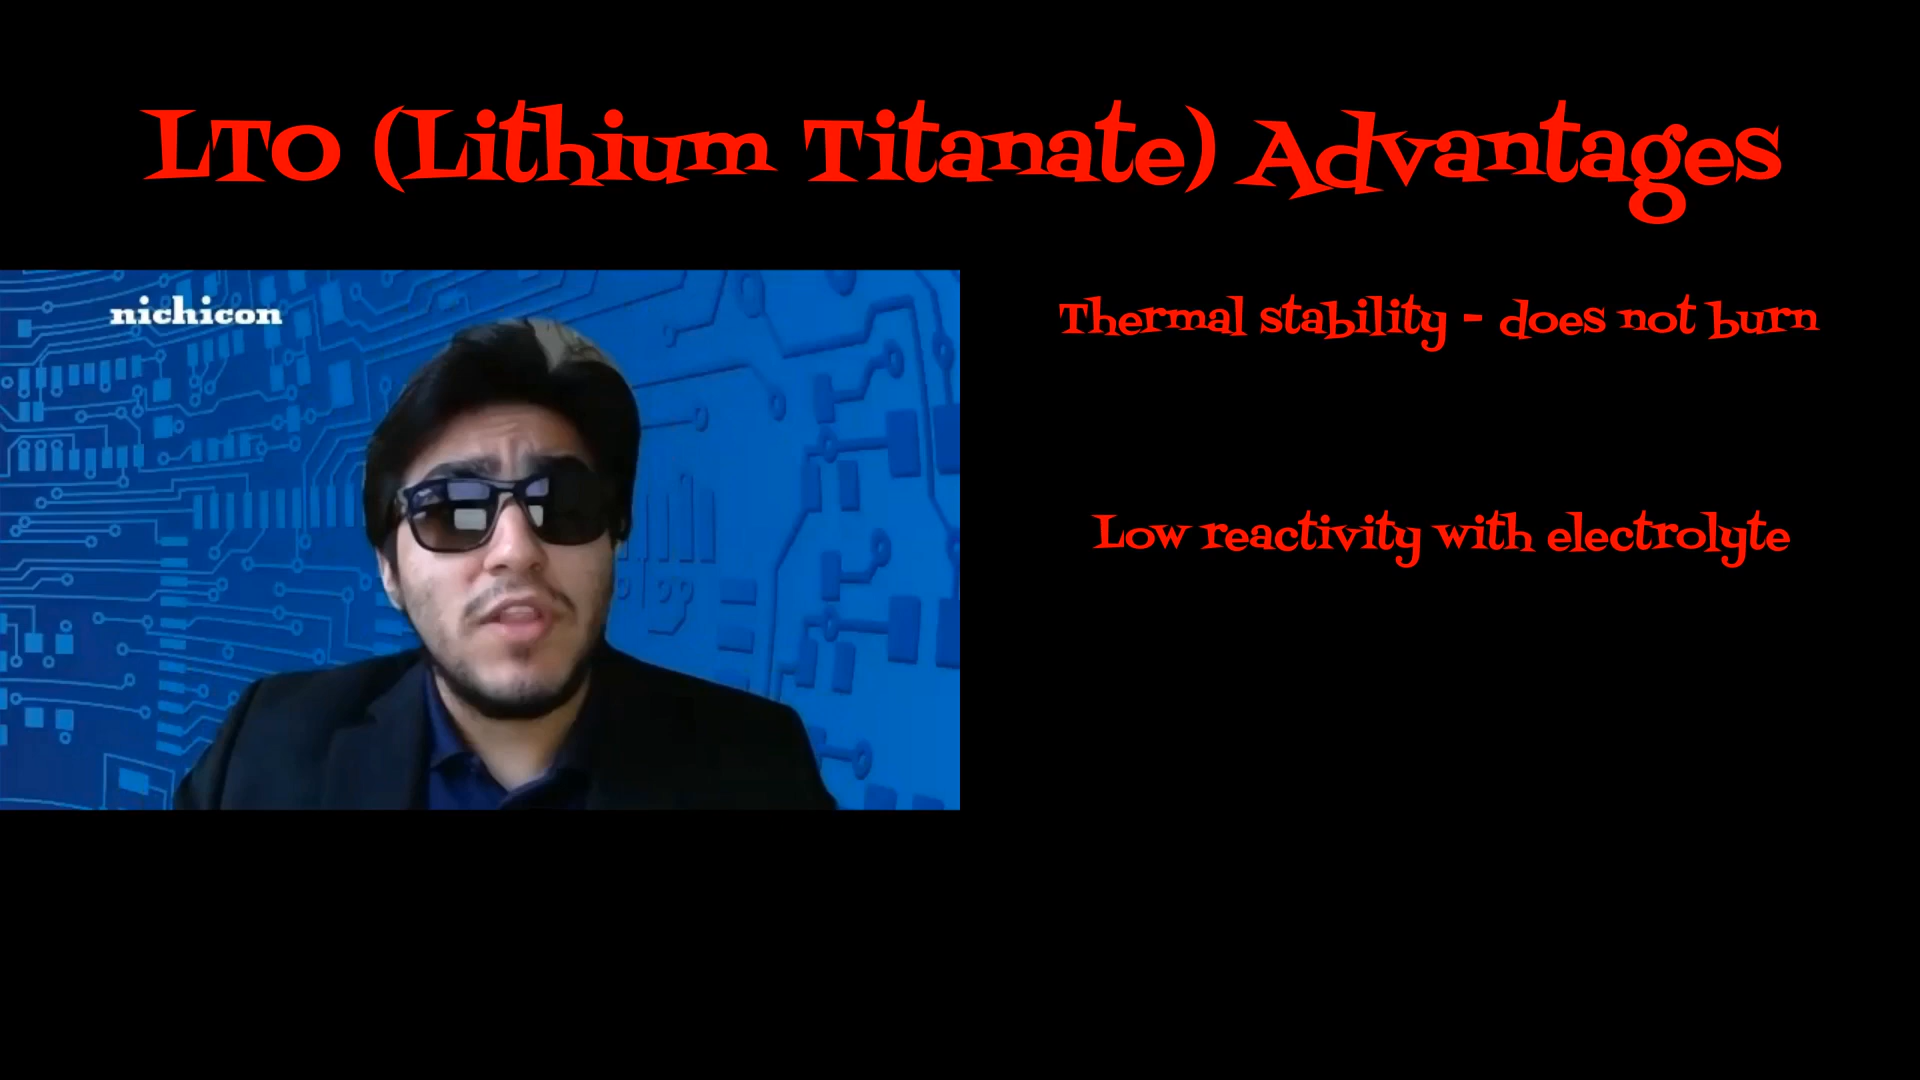 LTO (Lithium Titanate) Advantages
nichicon
Thermal stability - does not burn
Low reactivity with electrolyte